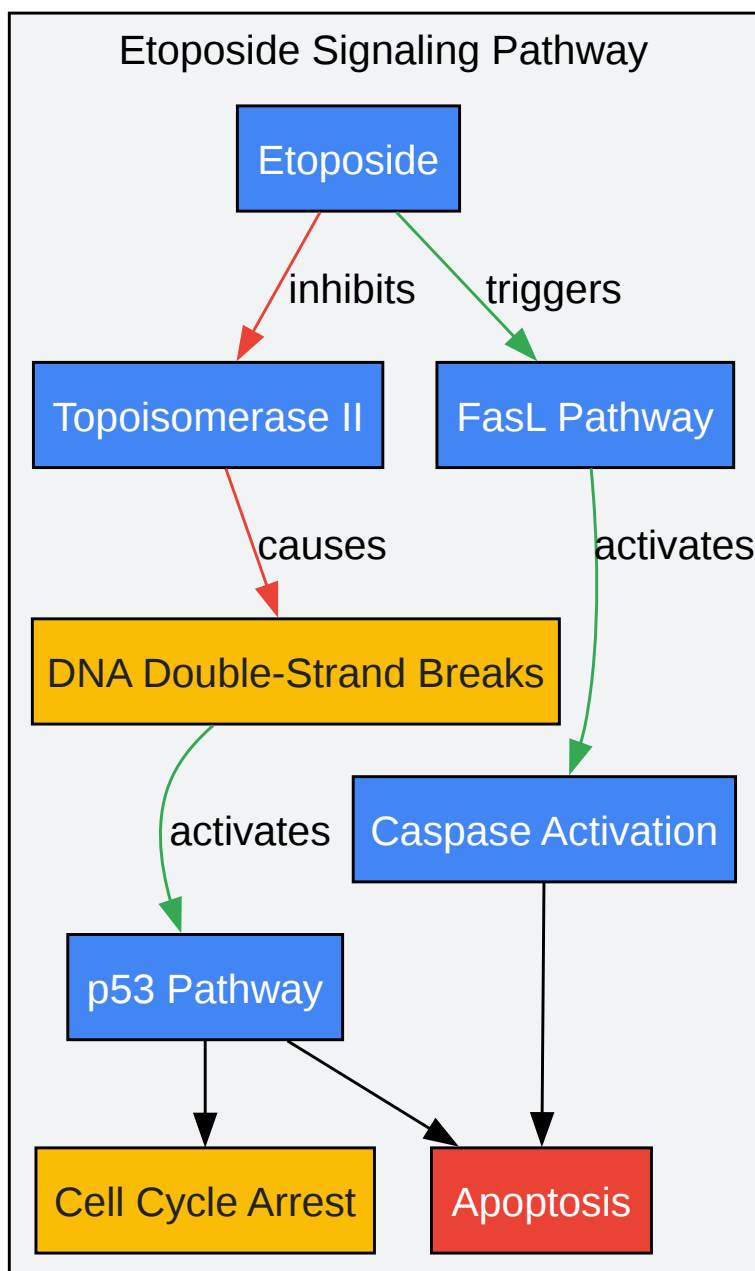 Etoposide Signaling Pathway
Etoposide
inhibits
triggers
Topoisomerase II
FasL Pathway
causes
activates
DNA Double-Strand Breaks
activates
Caspase Activation
p53 Pathway
Cell Cycle Arrest
Apoptosis